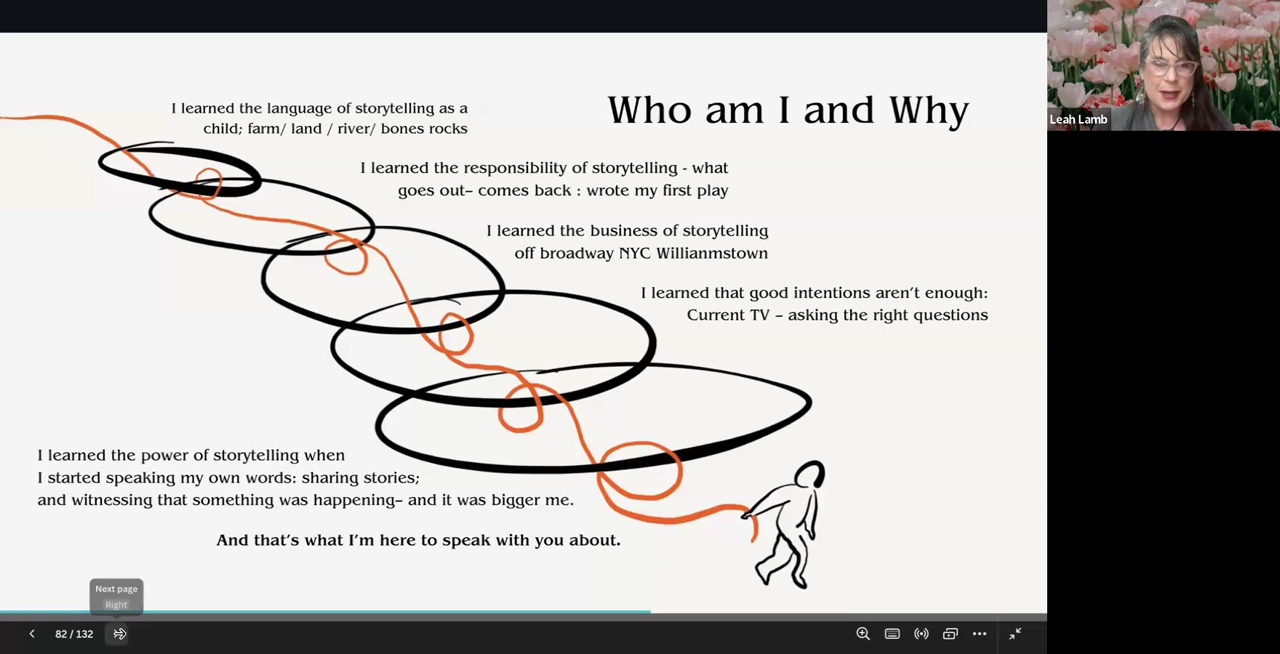 Who am I and Why
I learned the language of storytelling as a
child; farm/ land / river/ bones rocks
I learned the responsibility of storytelling - what
goes out– comes back : wrote my first play
I learned the business of storytelling
off broadway NYC Willianmstown
I learned that good intentions aren't enough:
Current TV – asking the right questions
I learned the power of storytelling when
I started speaking my own words: sharing stories;
and witnessing that something was happening– and it was bigger me.
And that's what I'm here to speak with you about.
Leah Lamb
Next page
Right
82 / 132